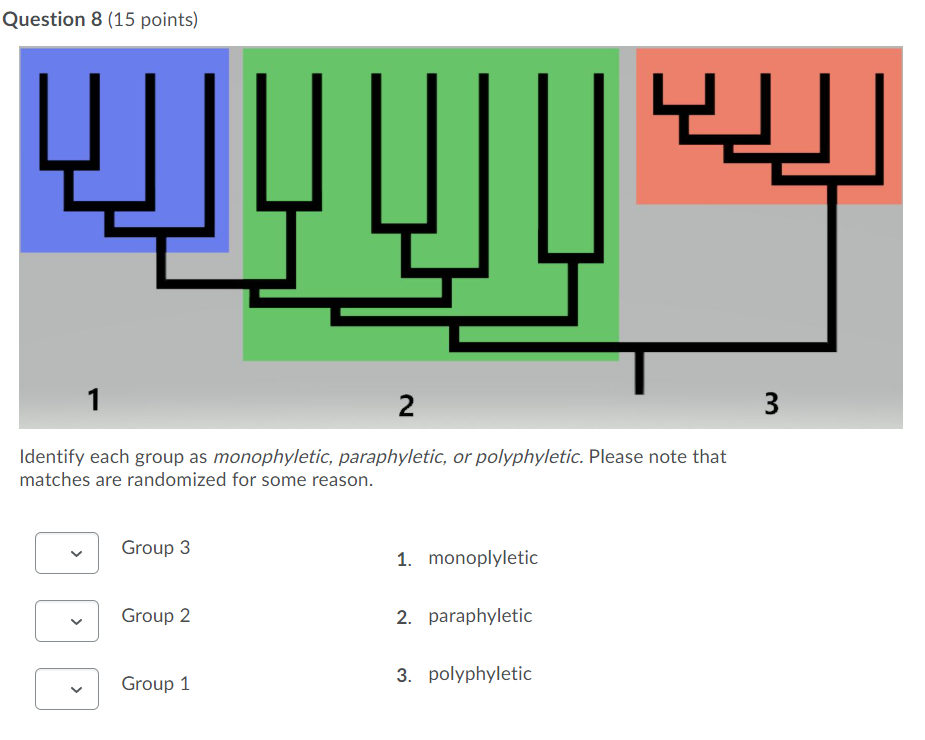 Question 8 (15 points)
1
2
3
Identify each group as monophyletic, paraphyletic, or polyphyletic. Please note that
matches are randomized for some reason.
Group 3
Group 2
Group 1
1. monoplyletic
2. paraphyletic
3. polyphyletic